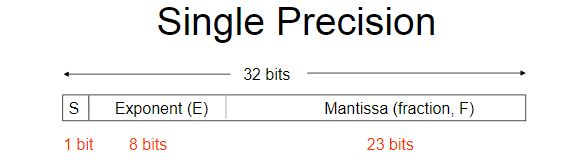 Single Precision
32 bits
S Exponent (E) Mantissa (fraction, F)
1 bit 8 bits 23 bits